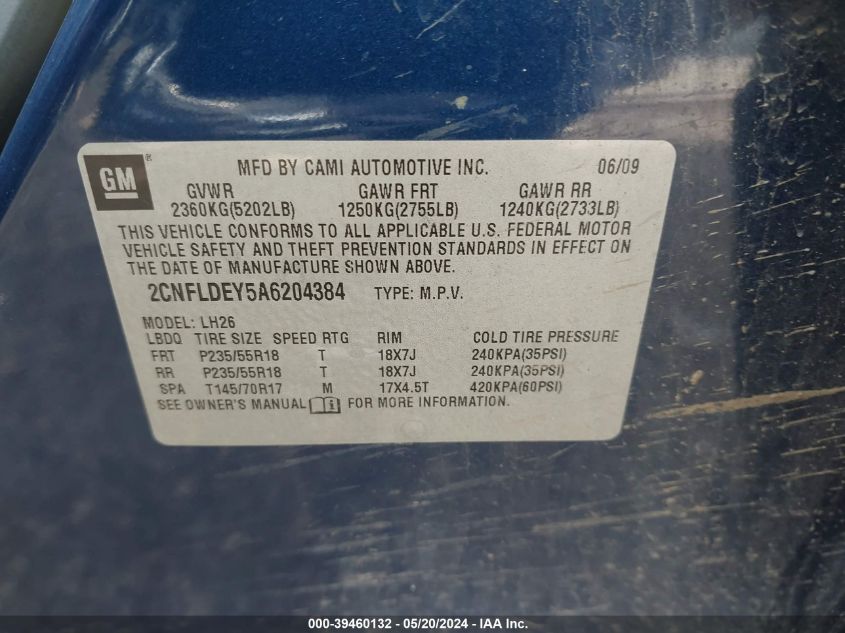 GM ® MFD BY CAMI AUTOMOTIVE INC. 06/09
GVWR GAWR FRT GAWR RR
2360KG(5202LB) 1250KG(2755LB) 1240KG(2733LB)
THIS VEHICLE CONFORMS TO ALL APPLICABLE U.S. FEDERAL MOTOR
VEHICLE SAFETY AND THEFT PREVENTION STANDARDS IN EFFECT ON
THE DATE OF MANUFACTURE SHOWN ABOVE.
2CNFLDEY5A6204384 TYPE: M.P.V.
MODEL: LH26
LBDQ TIRE SIZE SPEED RTG RIM COLD TIRE PRESSURE
FRT P235/55R18 T 18X7J 240KPA(35PSI)
RR P235/55R18 T 18X7J 240KPA(35PSI)
SPA T145/70R17 M 17X4.5T 420KPA(60PSI)
SEE OWNER'S MANUAL FOR MORE INFORMATION.
000-39460132 - 05/20/2024 - IAA Inc.